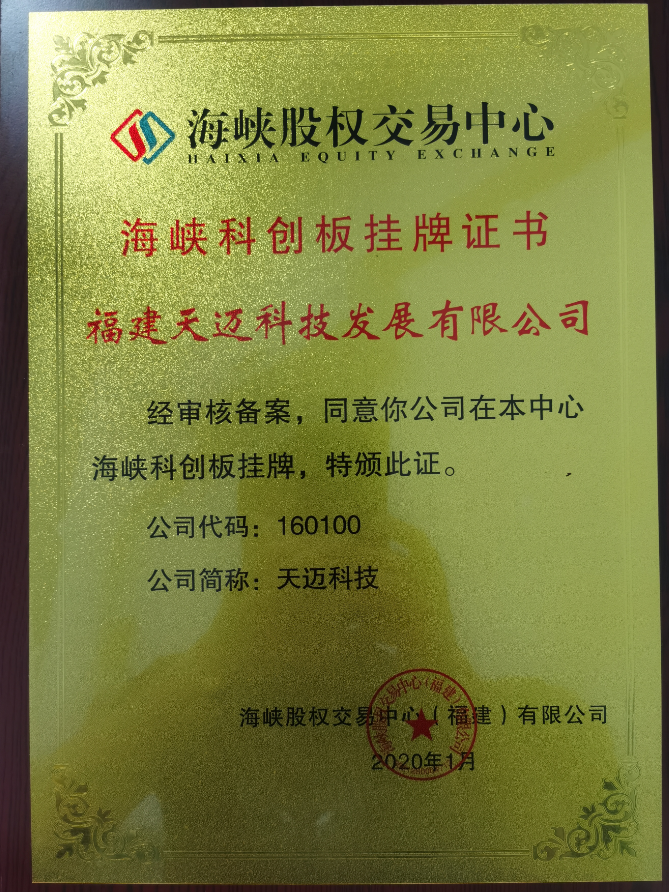 海峡股权交易中心
HAIXIA EQUITY EXCHANGE
海峡科创板挂牌证书
福建天迈科技发展有限公司
经审核备案，同意你公司在本中心
海峡科创板挂牌，特颁此证。
公司代码：160100
公司简称：天迈科技
海峡股权交易中心（福建）有限公司
2020年1月